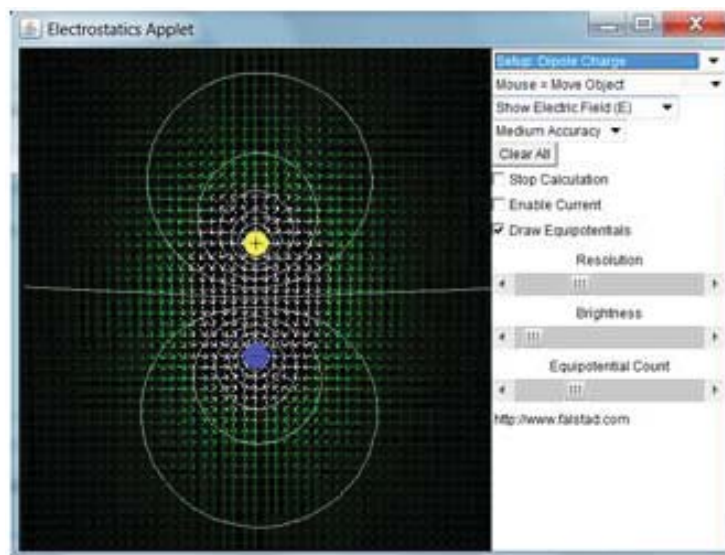 Electrostatics Applet
Setup: Dipole Charge
Mouse = Move Object
Show Electric Field (E)
Medium Accuracy
Clear All
Stop Calculation
Enable Current
Draw Equipotentials
Resolution
Brightness
Equipotential Count
http://www.falstad.com